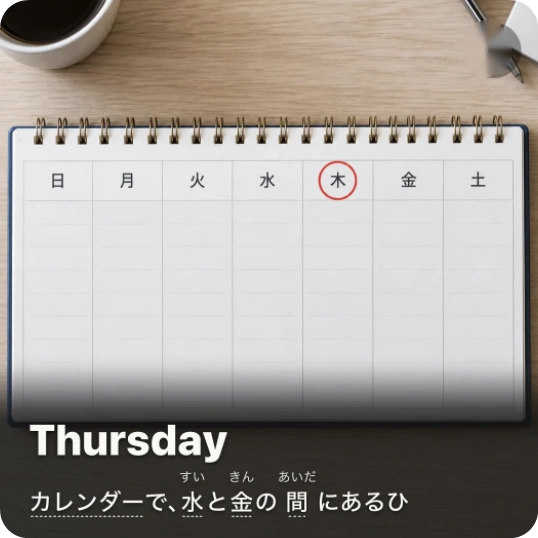 日 月 火 水 木 金 土
Thursday
すい きん あいだ
カレンダーで、水と金の間にあるひ